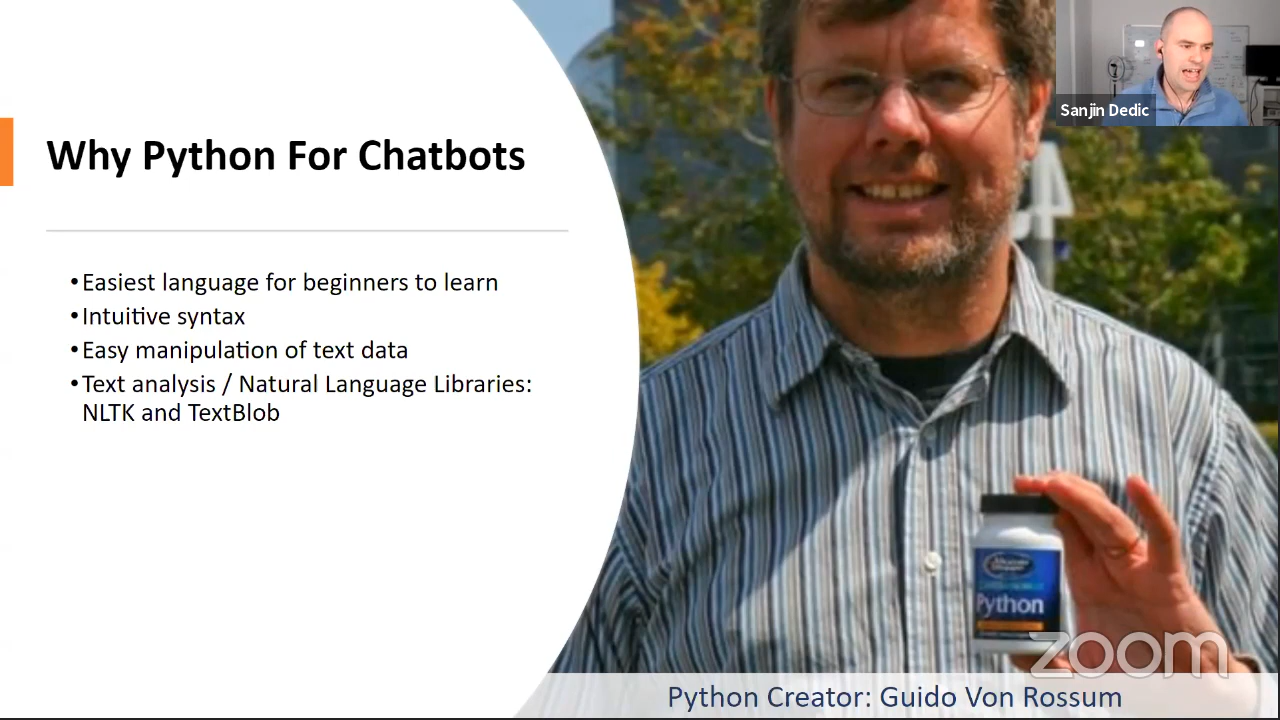 Sanjin Dedic
Why Python For Chatbots
•Easiest language for beginners to learn
•Intuitive syntax
•Easy manipulation of text data
•Text analysis / Natural Language Libraries:
NLTK and TextBlob
Python
zoom
Python Creator: Guido Von Rossum